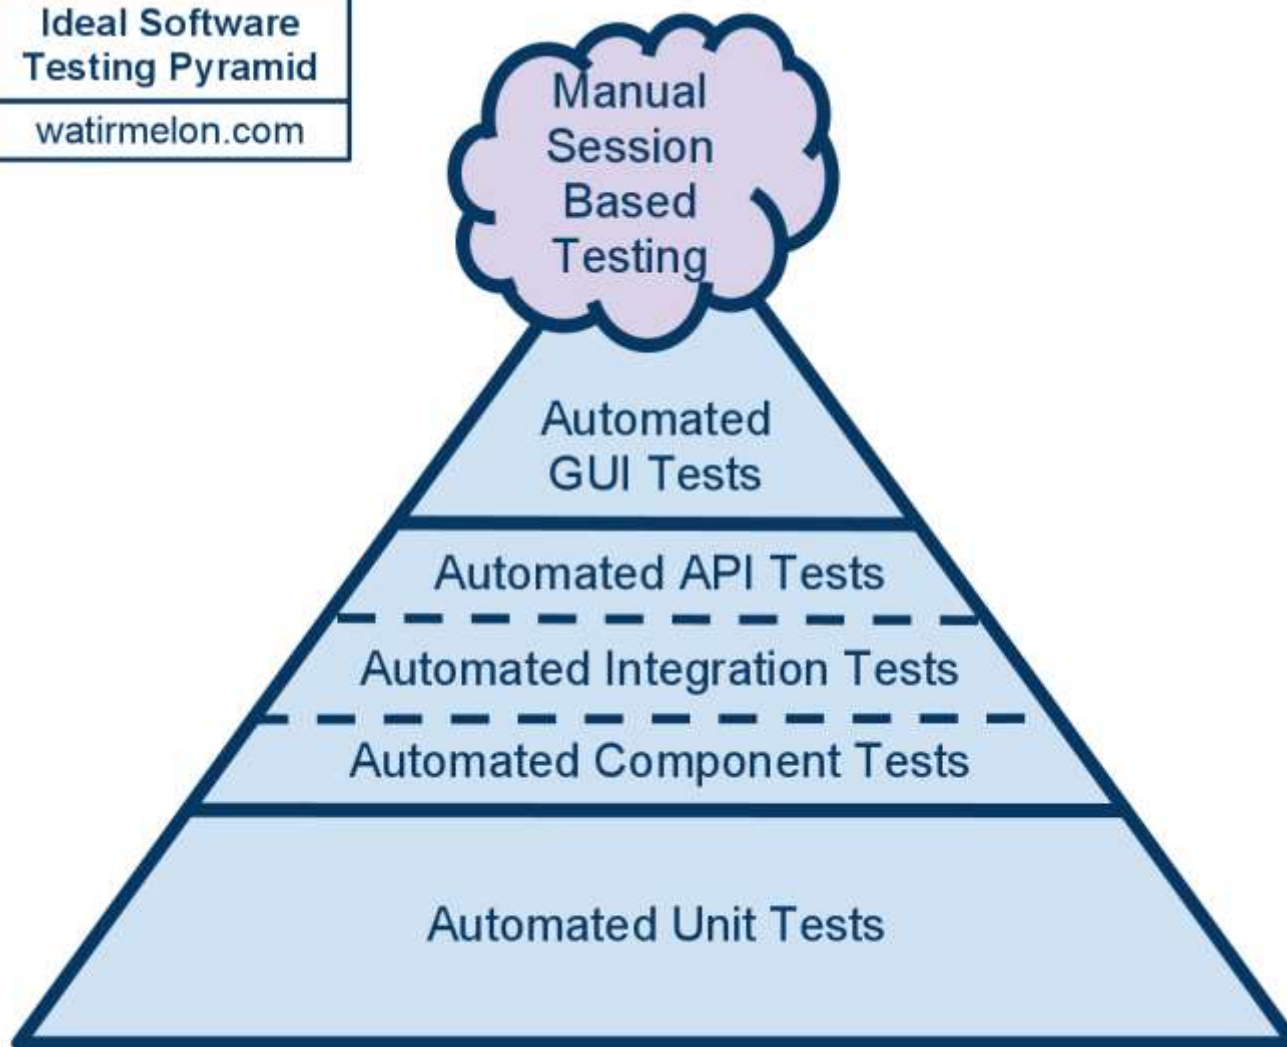 Ideal Software
Testing Pyramid
watirmelon.com
Manual
Session
Based
Testing
Automated
GUI Tests
Automated API Tests
Automated Integration Tests
Automated Component Tests
Automated Unit Tests